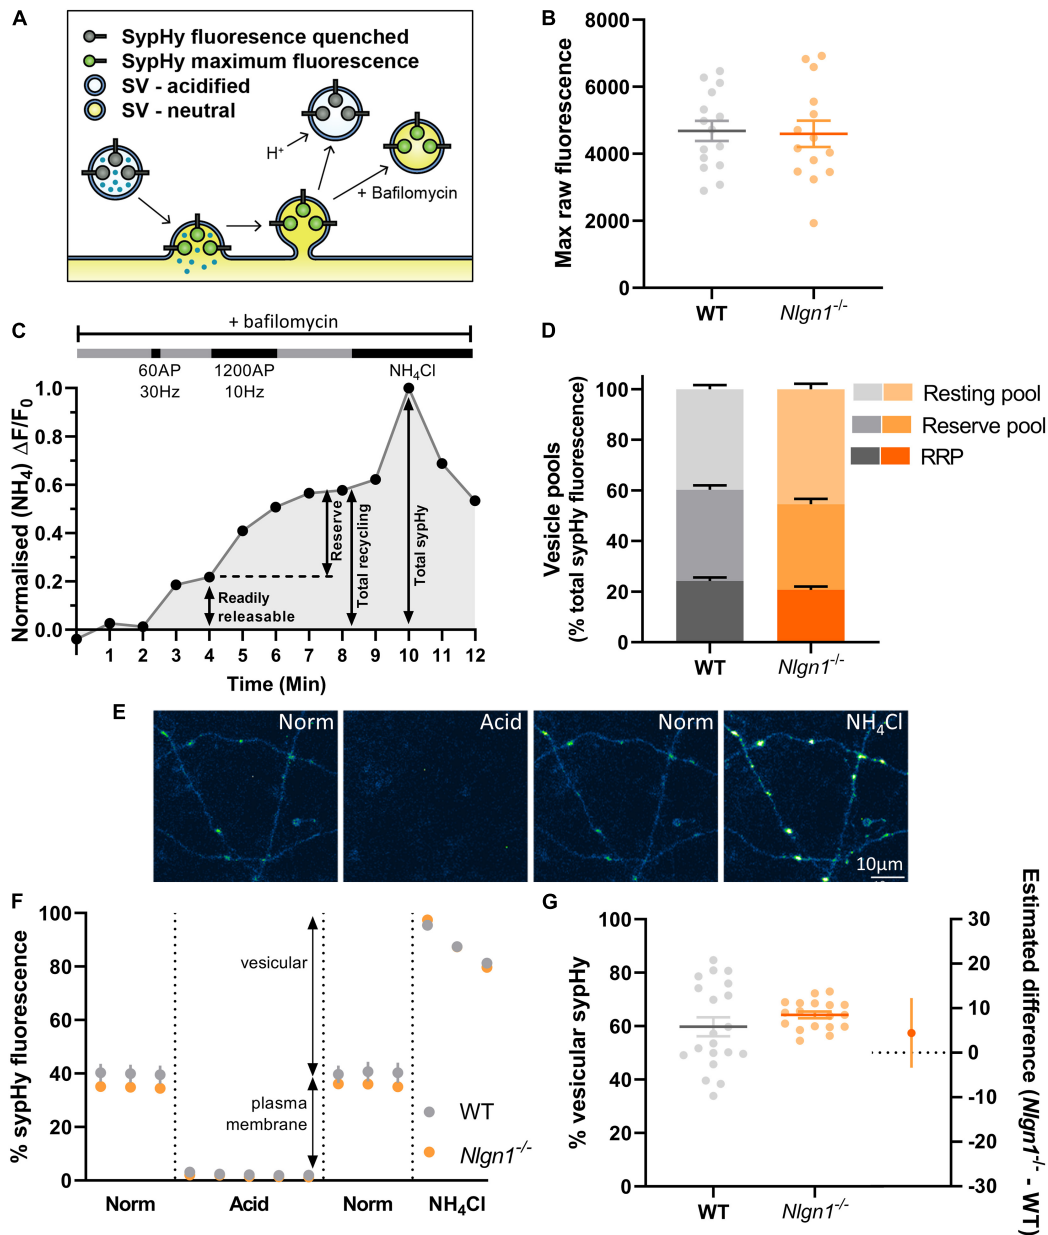 A
SypHy fluoresence quenched
SypHy maximum fluorescence
SV - acidified
SV - neutral
H+
+ Bafilomycin
B
Max raw fluorescence
8000
6000
4000
2000
0
WT
Nlgn1-/-
C
+ bafilomycin
60AP
30Hz
1200AP
10Hz
NH4Cl
Normalised (NH4) ΔF/F0
1.0
0.8
0.6
0.4
0.2
0.0
Readily
releasable
Reserve
Total recycling
Total sypHy
1 2 3 4 5 6 7 8 9 10 11 12
Time (Min)
D
Vesicle pools
(% total sypHy fluorescence)
100
80
60
40
20
0
WT
Nlgn1-/-
Resting pool
Reserve pool
RRP
E
Norm
Acid
Norm
NH4Cl
10µm
F
% sypHy fluorescence
100
80
60
40
20
0
vesicular
plasma
membrane
WT
Nlgn1-/-
Norm
Acid
Norm
NH4Cl
G
% vesicular sypHy
100
80
60
40
20
0
WT
Nlgn1-/-
30
20
10
0
-10
-20
-30
Estimated difference (Nlgn1-/- - WT)